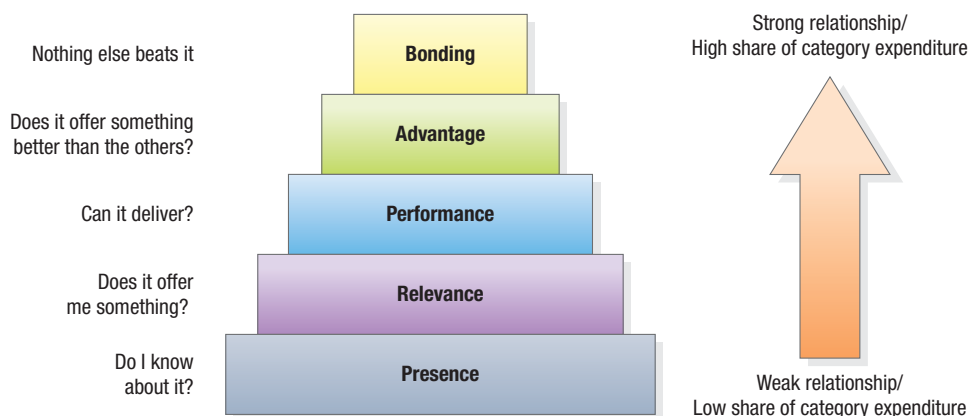 Nothing else beats it
Bonding
Strong relationship/
High share of category expenditure
Does it offer something
better than the others?
Advantage
Can it deliver?
Performance
Does it offer
me something?
Relevance
Do I know
about it?
Presence
Weak relationship/
Low share of category expenditure